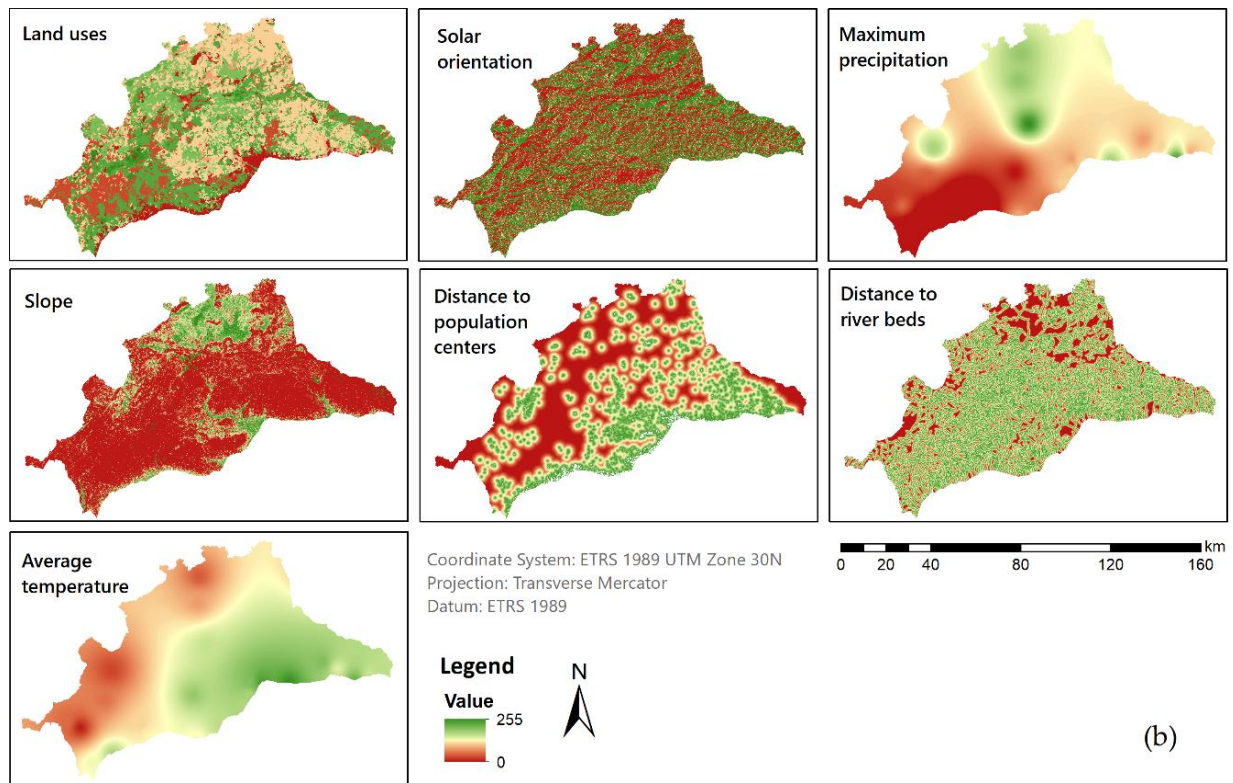 Land uses
Solar
orientation
Maximum
precipitation
Slope
Distance to
population
centers
Distance to
river beds
Average
temperature
Coordinate System: ETRS 1989 UTM Zone 30N
Projection: Transverse Mercator
Datum: ETRS 1989
km
0 20 40 80 120 160
Legend
Value
255
0
N
(b)